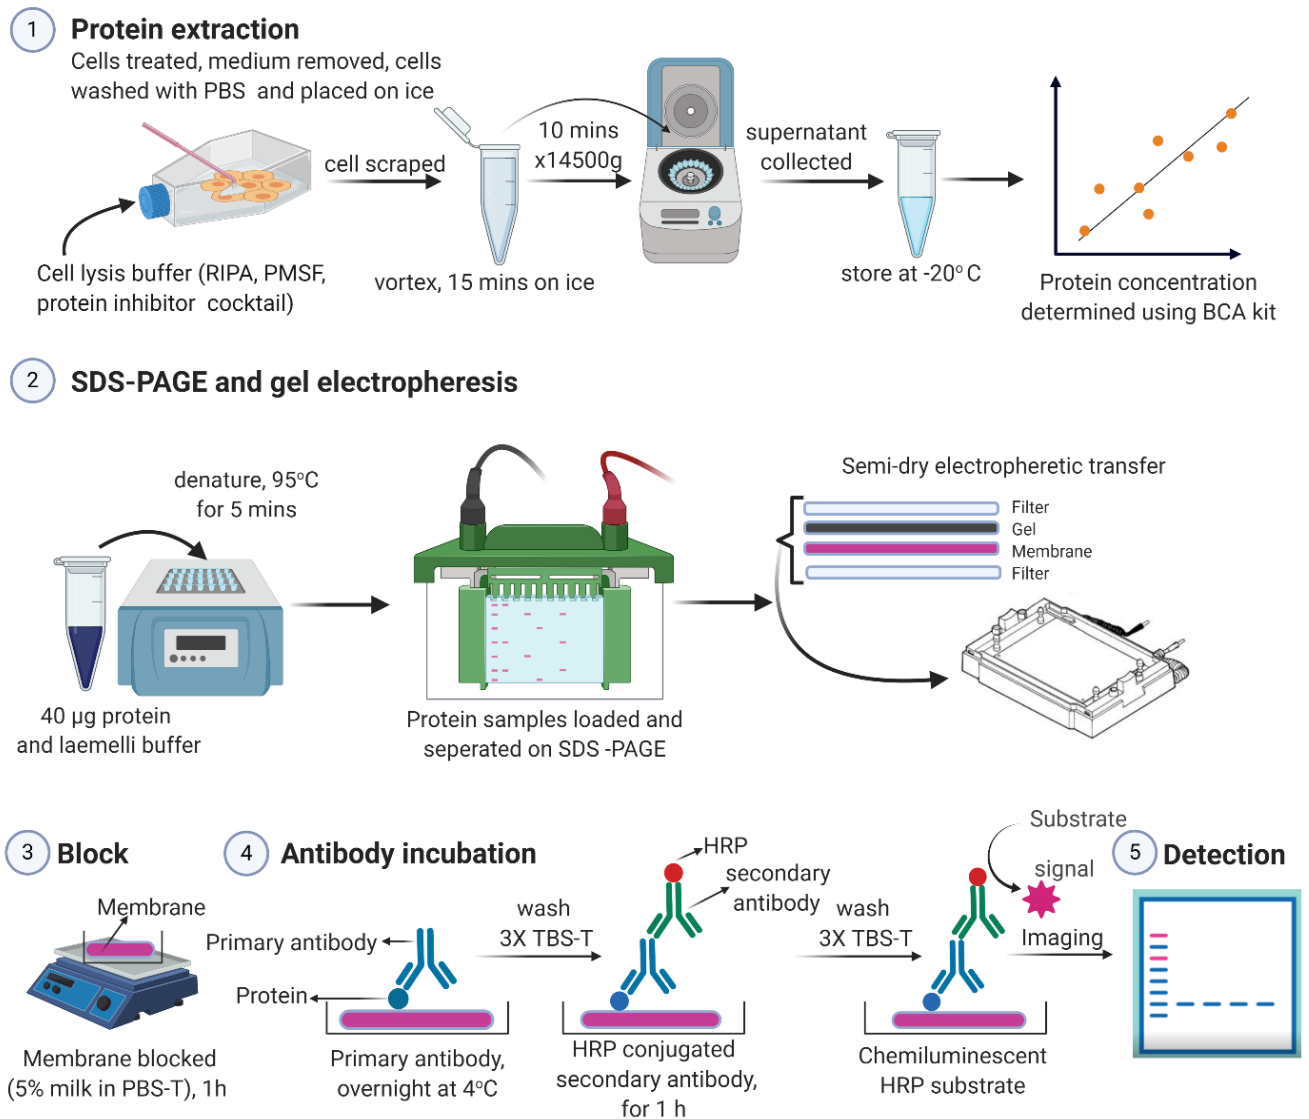 1
Protein extraction
Cells treated, medium removed, cells
washed with PBS and placed on ice
cell scraped
10 mins
x14500g
supernatant
collected
Cell lysis buffer (RIPA, PMSF,
protein inhibitor cocktail)
vortex, 15 mins on ice
store at -20°C
Protein concentration
determined using BCA kit
2
SDS-PAGE and gel electropheresis
denature, 95°C
for 5 mins
40 µg protein
and laemelli buffer
Protein samples loaded and
seperated on SDS -PAGE
Semi-dry electropheretic transfer
Filter
Gel
Membrane
Filter
3
Block
Membrane
Membrane blocked
(5% milk in PBS-T), 1h
4
Antibody incubation
Primary antibody
Protein
Primary antibody,
overnight at 4°C
wash
3X TBS-T
HRP
secondary
antibody
HRP conjugated
secondary antibody,
for 1 h
wash
3X TBS-T
Substrate
signal
Imaging
Chemiluminescent
HRP substrate
5
Detection